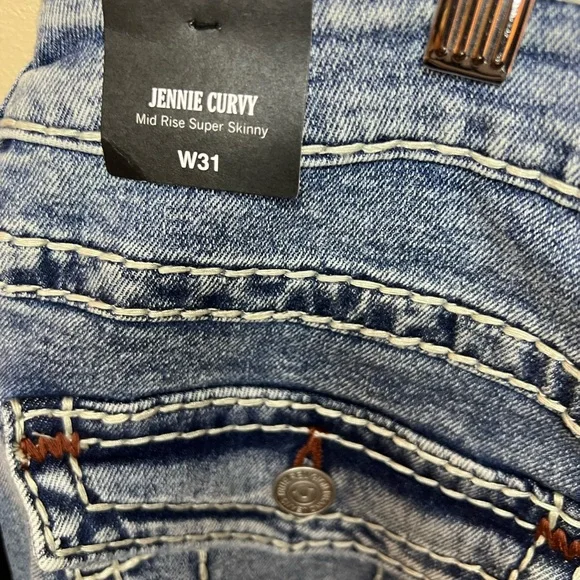 JENNIE CURVY
Mid Rise Super Skinny
W31